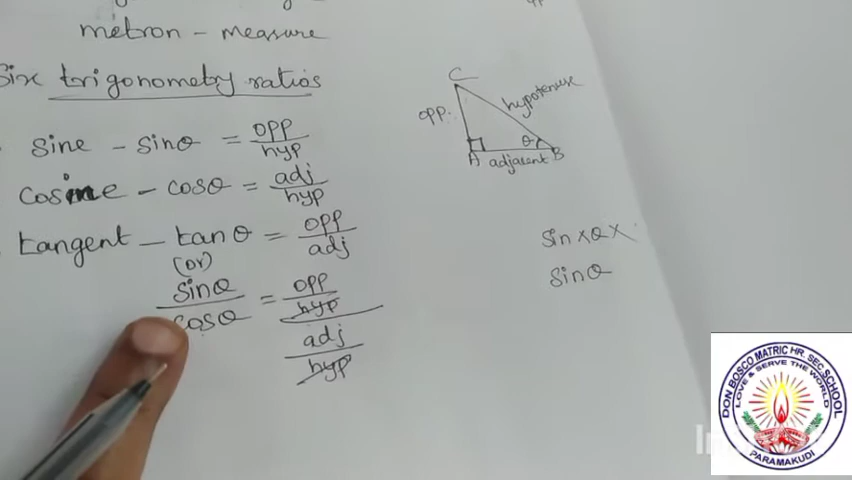 metron - measure
Six trigonometry ratios
C
hypotenuse
opp.
θ
A adjacent B
sine - sinθ = opp/hyp
cosine - cosθ = adj/hyp
tangent - tanθ = opp/adj
(or)
sinθ/cosθ = opp/hyp / adj/hyp
sin×θ×
sinθ
DON BOSCO MATRIC HR. SEC SCHOOL
LOVE & SERVE THE WORLD
PARAMAKUDI